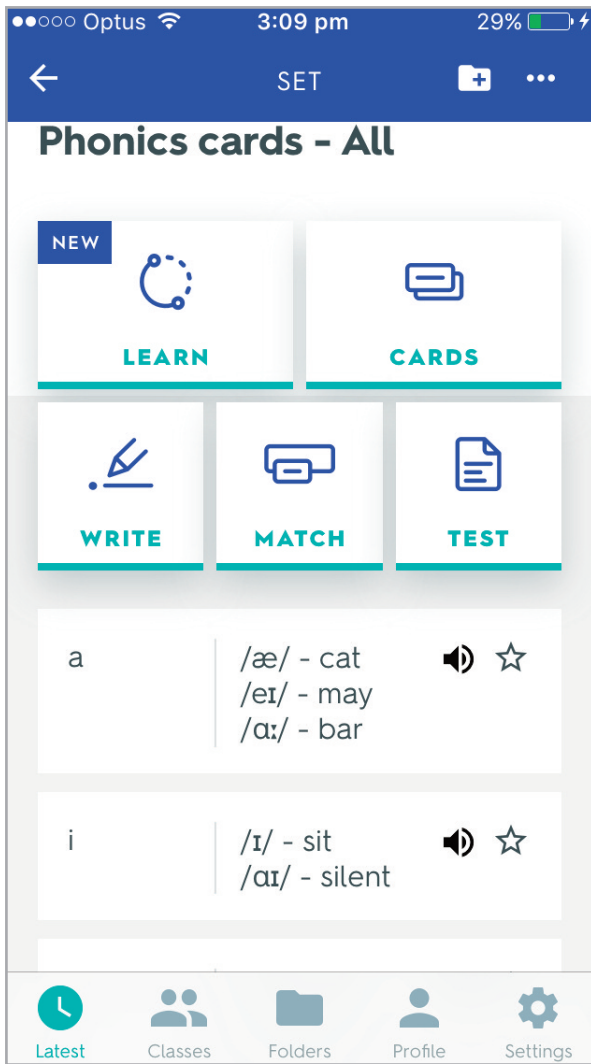 Optus 3:09 pm 29%
SET
Phonics cards - All
NEW
LEARN CARDS
WRITE MATCH TEST
a /æ/ - cat
/eɪ/ - may
/ɑː/ - bar
i /ɪ/ - sit
/ɑɪ/ - silent
Latest Classes Folders Profile Settings